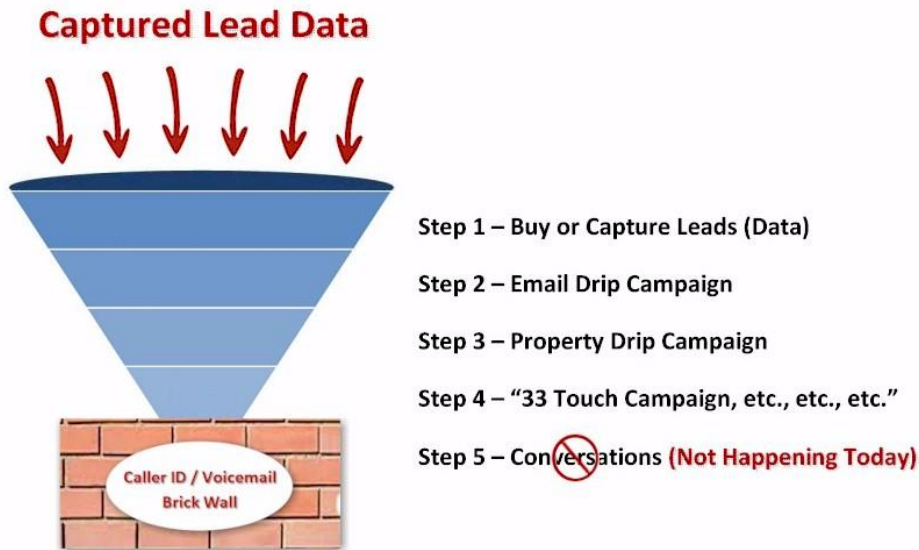 Captured Lead Data
Step 1 – Buy or Capture Leads (Data)
Step 2 – Email Drip Campaign
Step 3 – Property Drip Campaign
Step 4 – “33 Touch Campaign, etc., etc., etc.”
Step 5 – Conversations (Not Happening Today)
Caller ID / Voicemail
Brick Wall